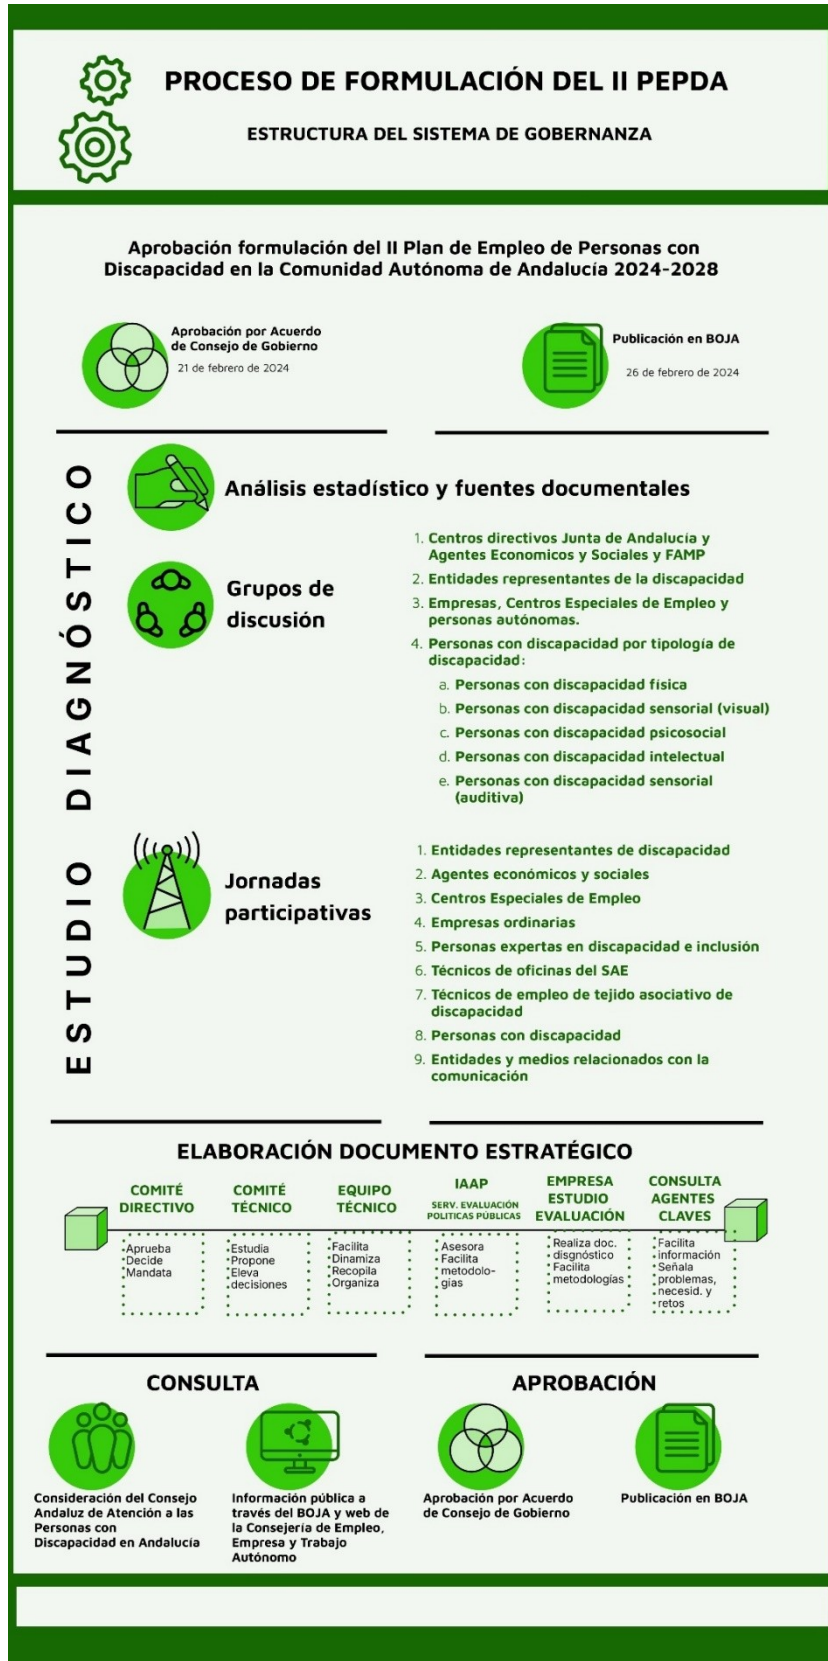 PROCESO DE FORMULACIÓN DEL II PEPDA
ESTRUCTURA DEL SISTEMA DE GOBERNANZA
Aprobación formulación del II Plan de Empleo de Personas con
Discapacidad en la Comunidad Autónoma de Andalucía 2024-2028
Aprobación por Acuerdo
de Consejo de Gobierno
21 de febrero de 2024
Publicación en BOJA
26 de febrero de 2024
ESTUDIO DIAGNÓSTICO
Análisis estadístico y fuentes documentales
Grupos de
discusión
1. Centros directivos Junta de Andalucía y
Agentes Economicos y Sociales y FAMP
2. Entidades representantes de la discapacidad
3. Empresas, Centros Especiales de Empleo y
personas autónomas.
4. Personas con discapacidad por tipología de
discapacidad:
a. Personas con discapacidad física
b. Personas con discapacidad sensorial (visual)
c. Personas con discapacidad psicosocial
d. Personas con discapacidad intelectual
e. Personas con discapacidad sensorial
(auditiva)
Jornadas
participativas
1. Entidades representantes de discapacidad
2. Agentes económicos y sociales
3. Centros Especiales de Empleo
4. Empresas ordinarias
5. Personas expertas en discapacidad e inclusión
6. Técnicos de oficinas del SAE
7. Técnicos de empleo de tejido asociativo de
discapacidad
8. Personas con discapacidad
9. Entidades y medios relacionados con la
comunicación
ELABORACIÓN DOCUMENTO ESTRATÉGICO
COMITÉ
DIRECTIVO
•Aprueba
•Decide
•Mandata
COMITÉ
TÉCNICO
•Estudia
•Propone
•Eleva
decisiones
EQUIPO
TÉCNICO
•Facilita
•Dinamiza
•Recopila
•Organiza
IAAP
SERV. EVALUACIÓN
POLITICAS PÚBLICAS
•Asesora
•Facilita
metodolo-
gías
EMPRESA
ESTUDIO
EVALUACIÓN
•Realiza doc.
disgnóstico
•Facilita
metodologías
CONSULTA
AGENTES
CLAVES
•Facilita
información
•Señala
problemas,
necesid. y
retos
CONSULTA
Consideración del Consejo
Andaluz de Atención a las
Personas con
Discapacidad en Andalucía
Información pública a
través del BOJA y web de
la Consejería de Empleo,
Empresa y Trabajo
Autónomo
APROBACIÓN
Aprobación por Acuerdo
de Consejo de Gobierno
Publicación en BOJA